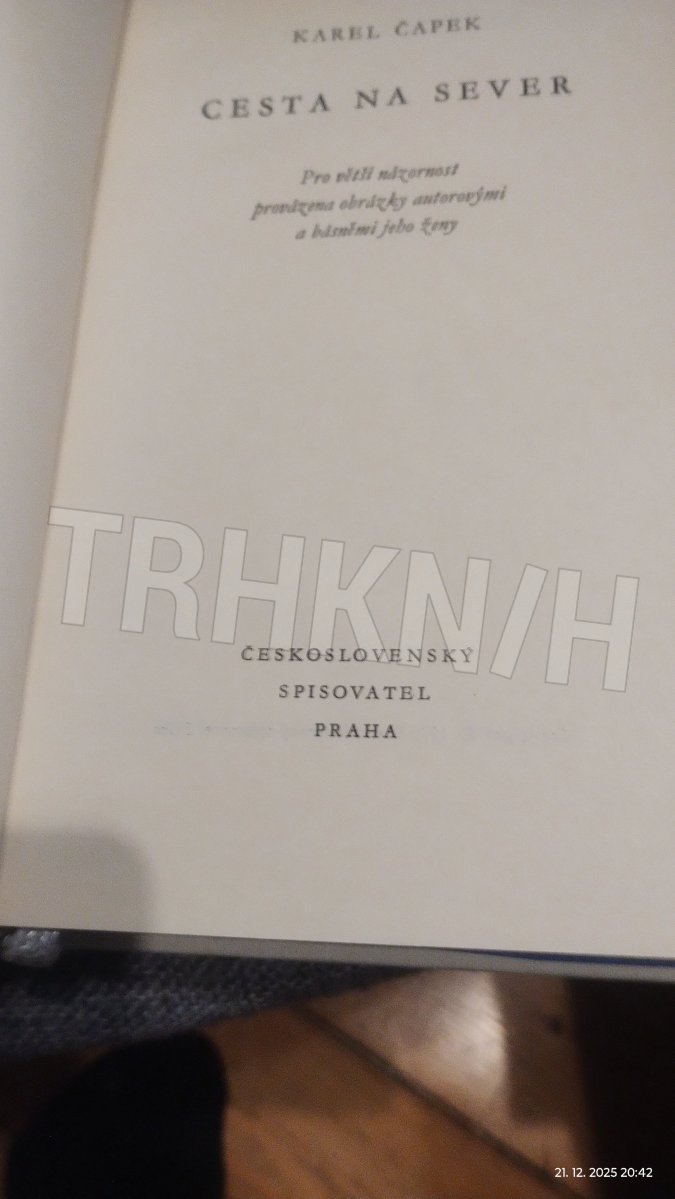 KAREL ČAPEK
CESTA NA SEVER
Pro větší názornost
provázena obrázky autorovými
a básněmi jeho ženy
TRHKN/H
ČESKOSLOVENSKÝ
SPISOVATEL
PRAHA
21. 12. 2025 20:42